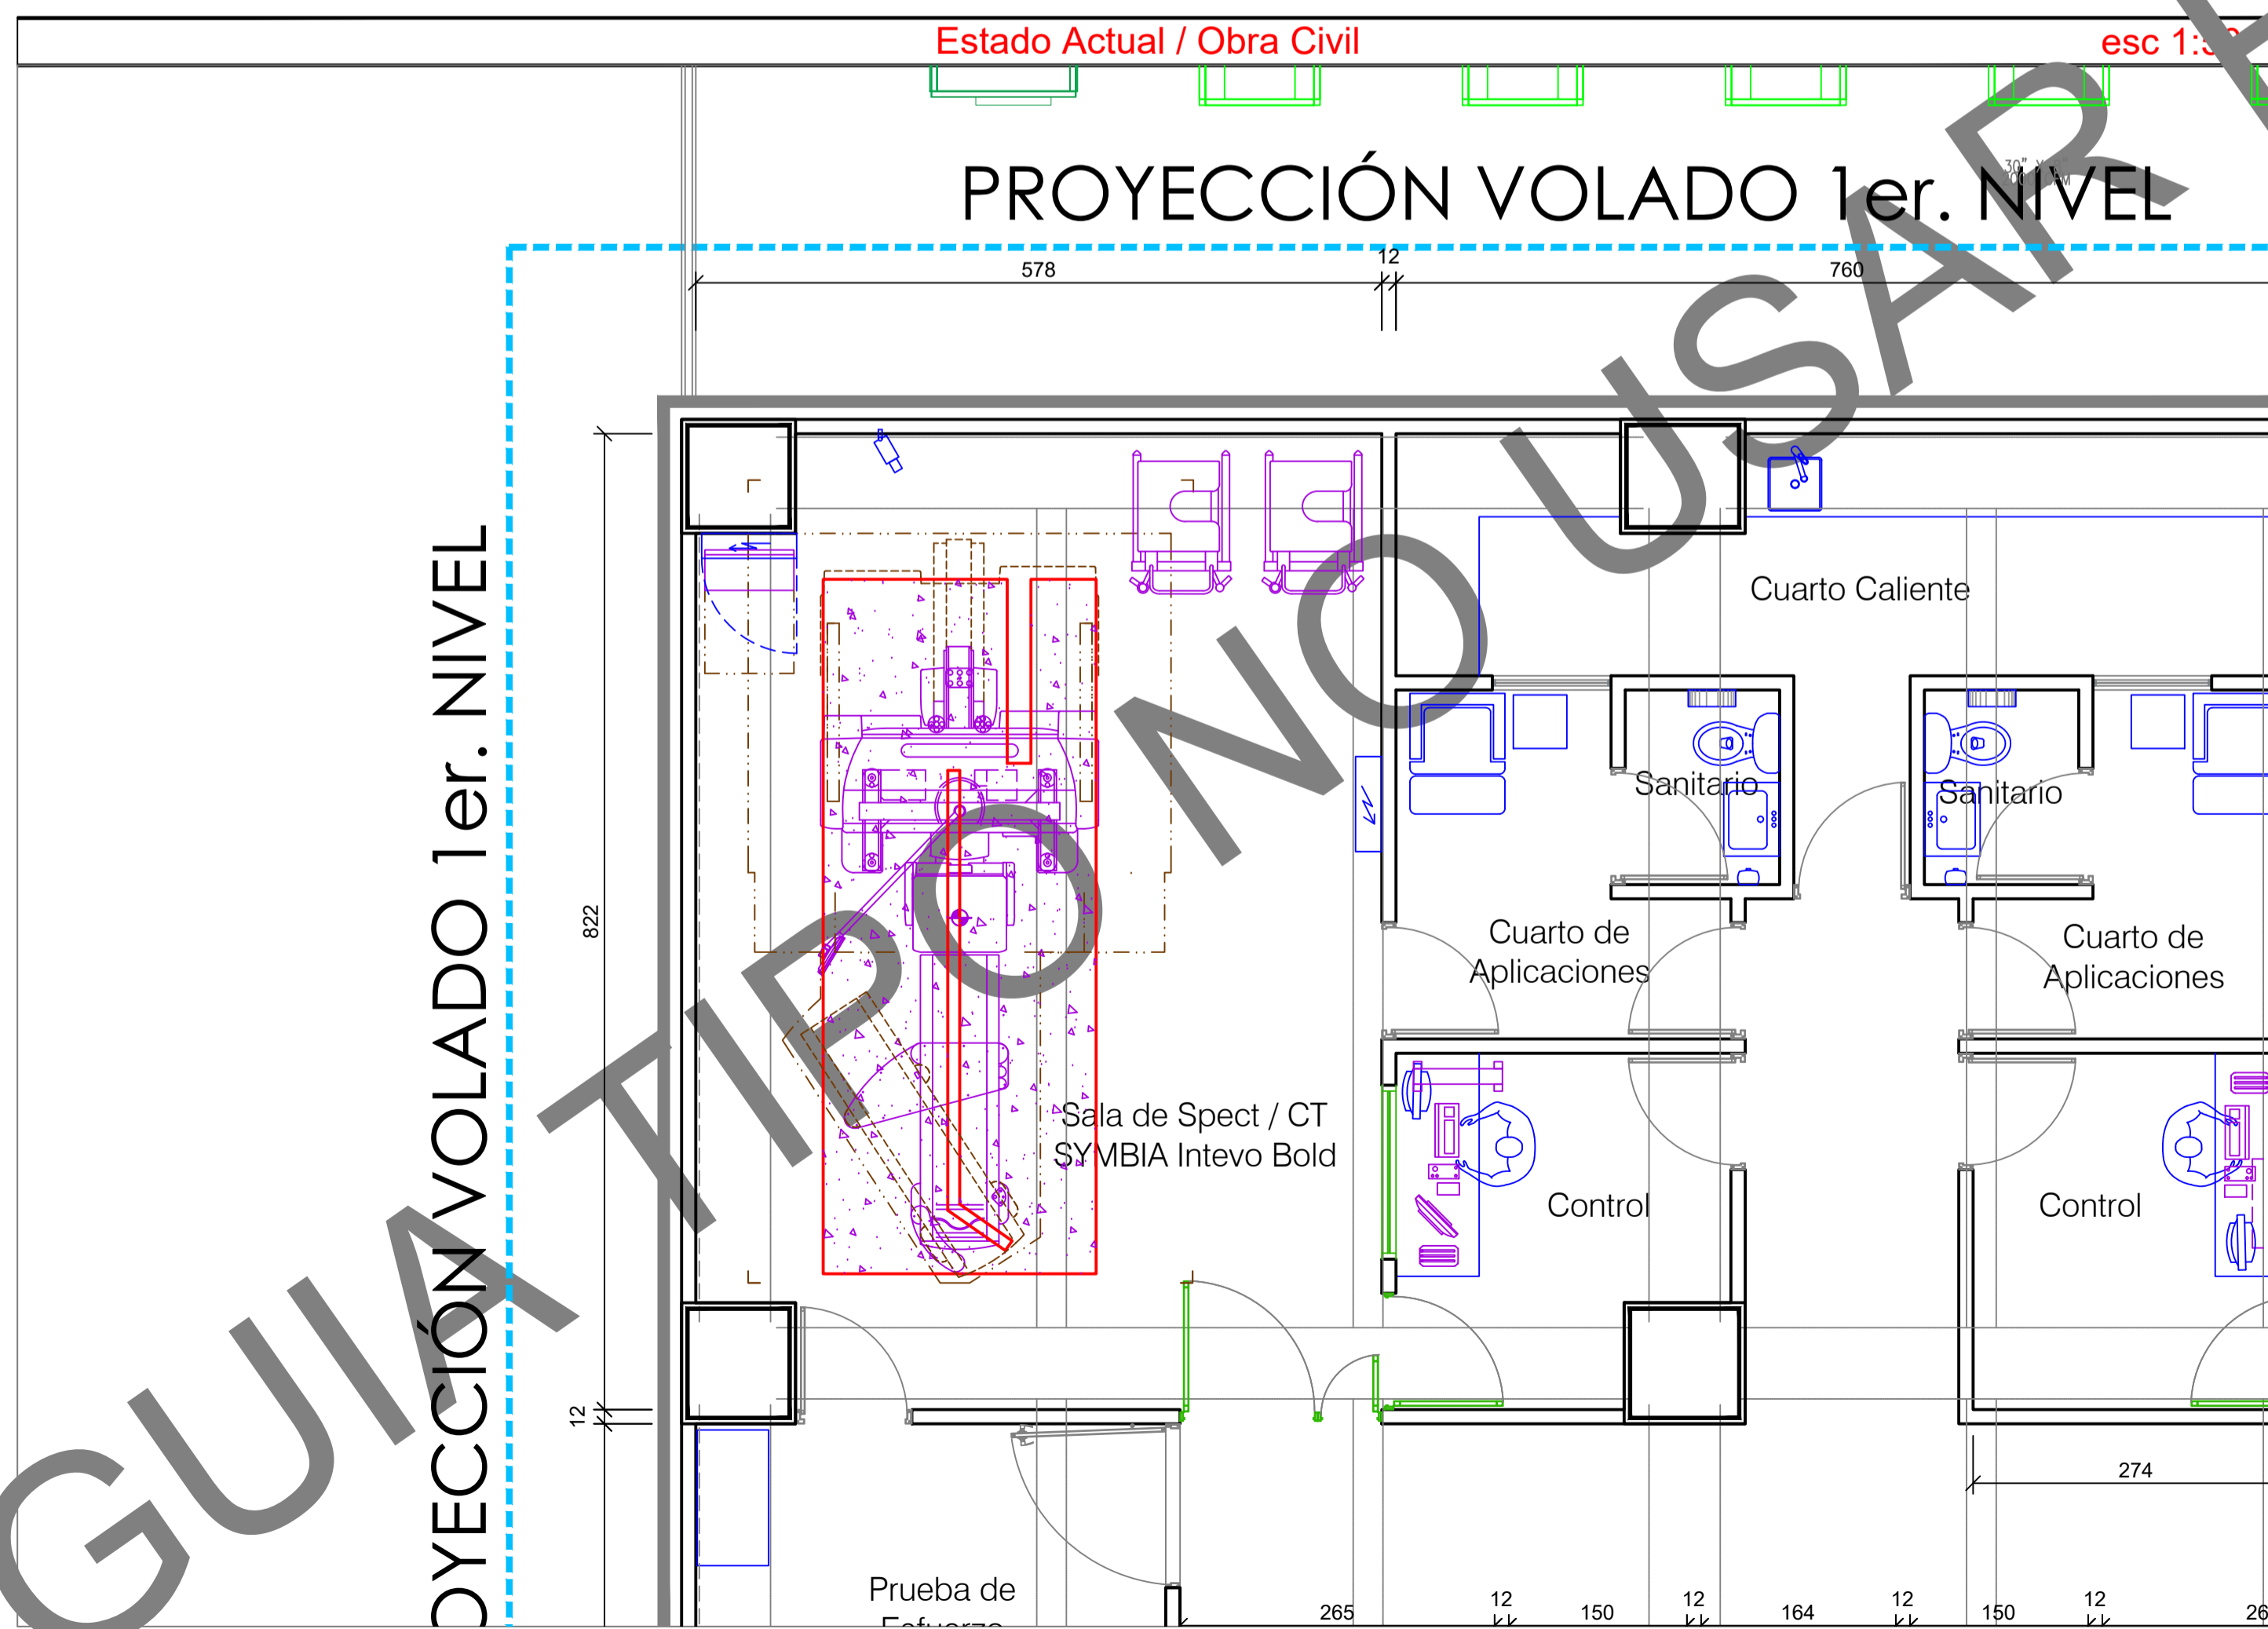 Estado Actual / Obra Civil
PROYECCIÓN VOLADO 1er. NIVEL
578
12
760
PROYECCIÓN VOLADO 1er. NIVEL
822
12
Cuarto Caliente
Sanitario
Sanitario
Cuarto de
Aplicaciones
Cuarto de
Aplicaciones
Sala de Spect / CT
SYMBIA Intevo Bold
Control
Control
274
Prueba de
Esfuerzo
265
12
150
12
164
12
150
12
GUIA TIPO NO USAR